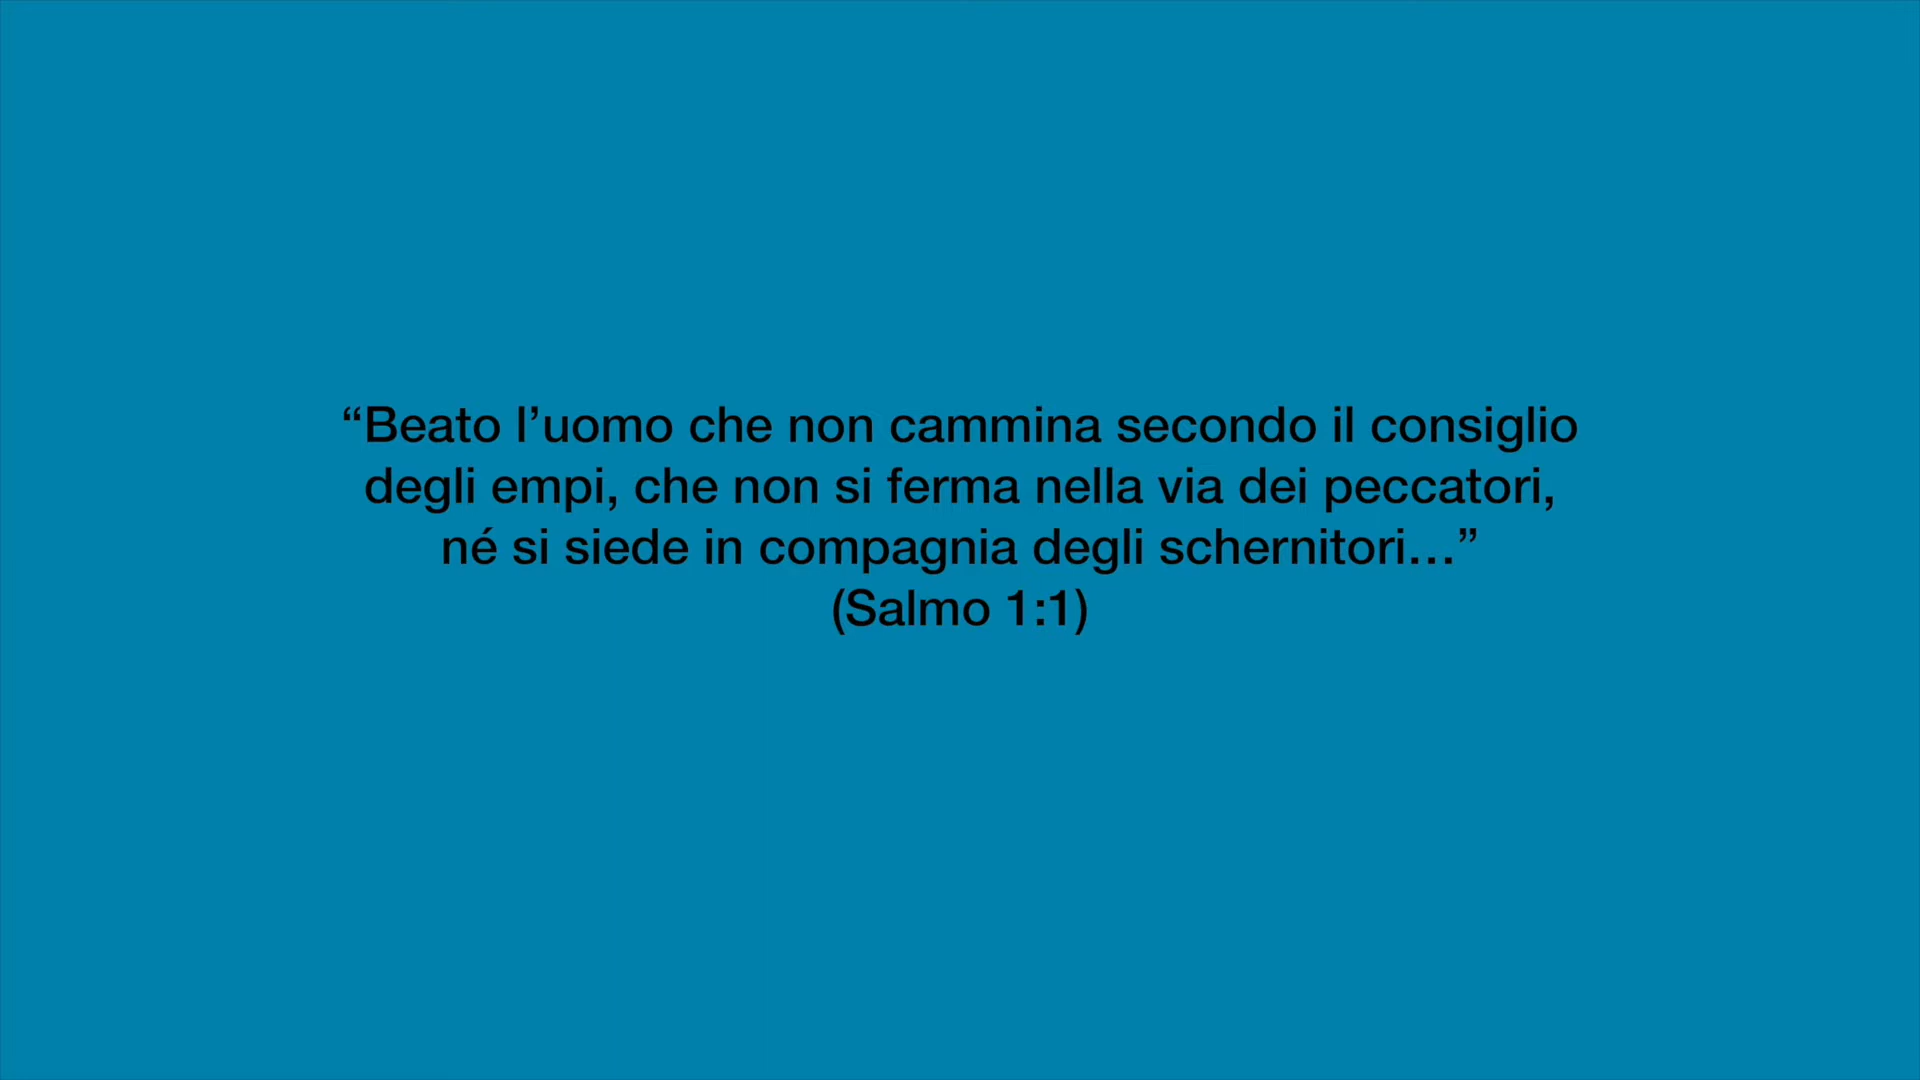 “Beato l’uomo che non cammina secondo il consiglio
degli empi, che non si ferma nella via dei peccatori,
né si siede in compagnia degli schernitori…”
(Salmo 1:1)